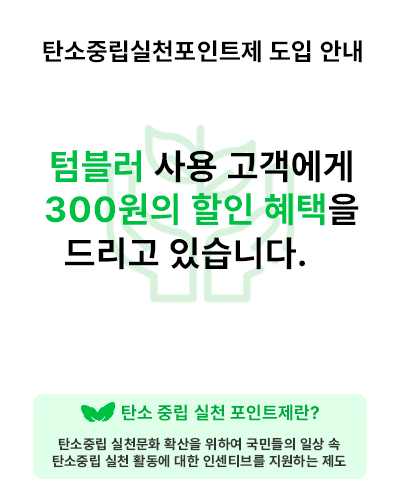 탄소중립실천포인트제 도입 안내
텀블러 사용 고객에게
300원의 할인 혜택을
드리고 있습니다.
탄소 중립 실천 포인트제란?
탄소중립 실천문화 확산을 위하여 국민들의 일상 속
탄소중립 실천 활동에 대한 인센티브를 지원하는 제도